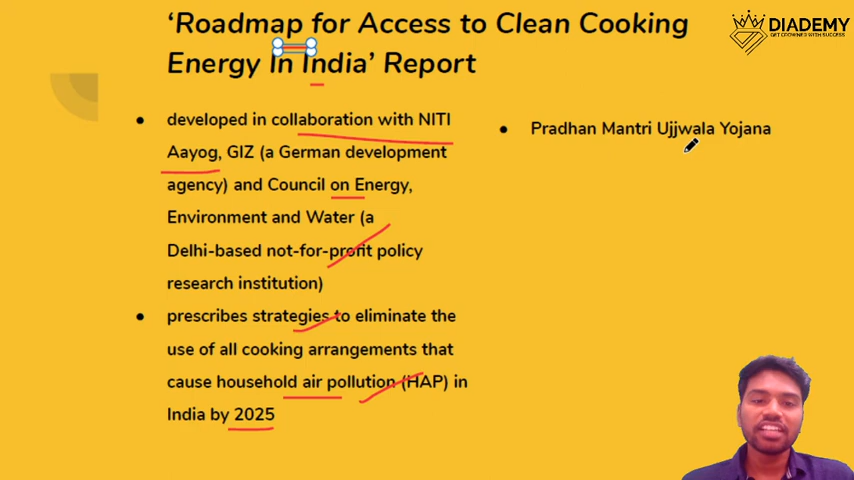 ‘Roadmap for Access to Clean Cooking
Energy In India’ Report
DIADEMY
GET CROWNED WITH SUCCESS
● developed in collaboration with NITI
Aayog, GIZ (a German development
agency) and Council on Energy,
Environment and Water (a
Delhi-based not-for-profit policy
research institution)
● prescribes strategies to eliminate the
use of all cooking arrangements that
cause household air pollution (HAP) in
India by 2025
● Pradhan Mantri Ujjwala Yojana